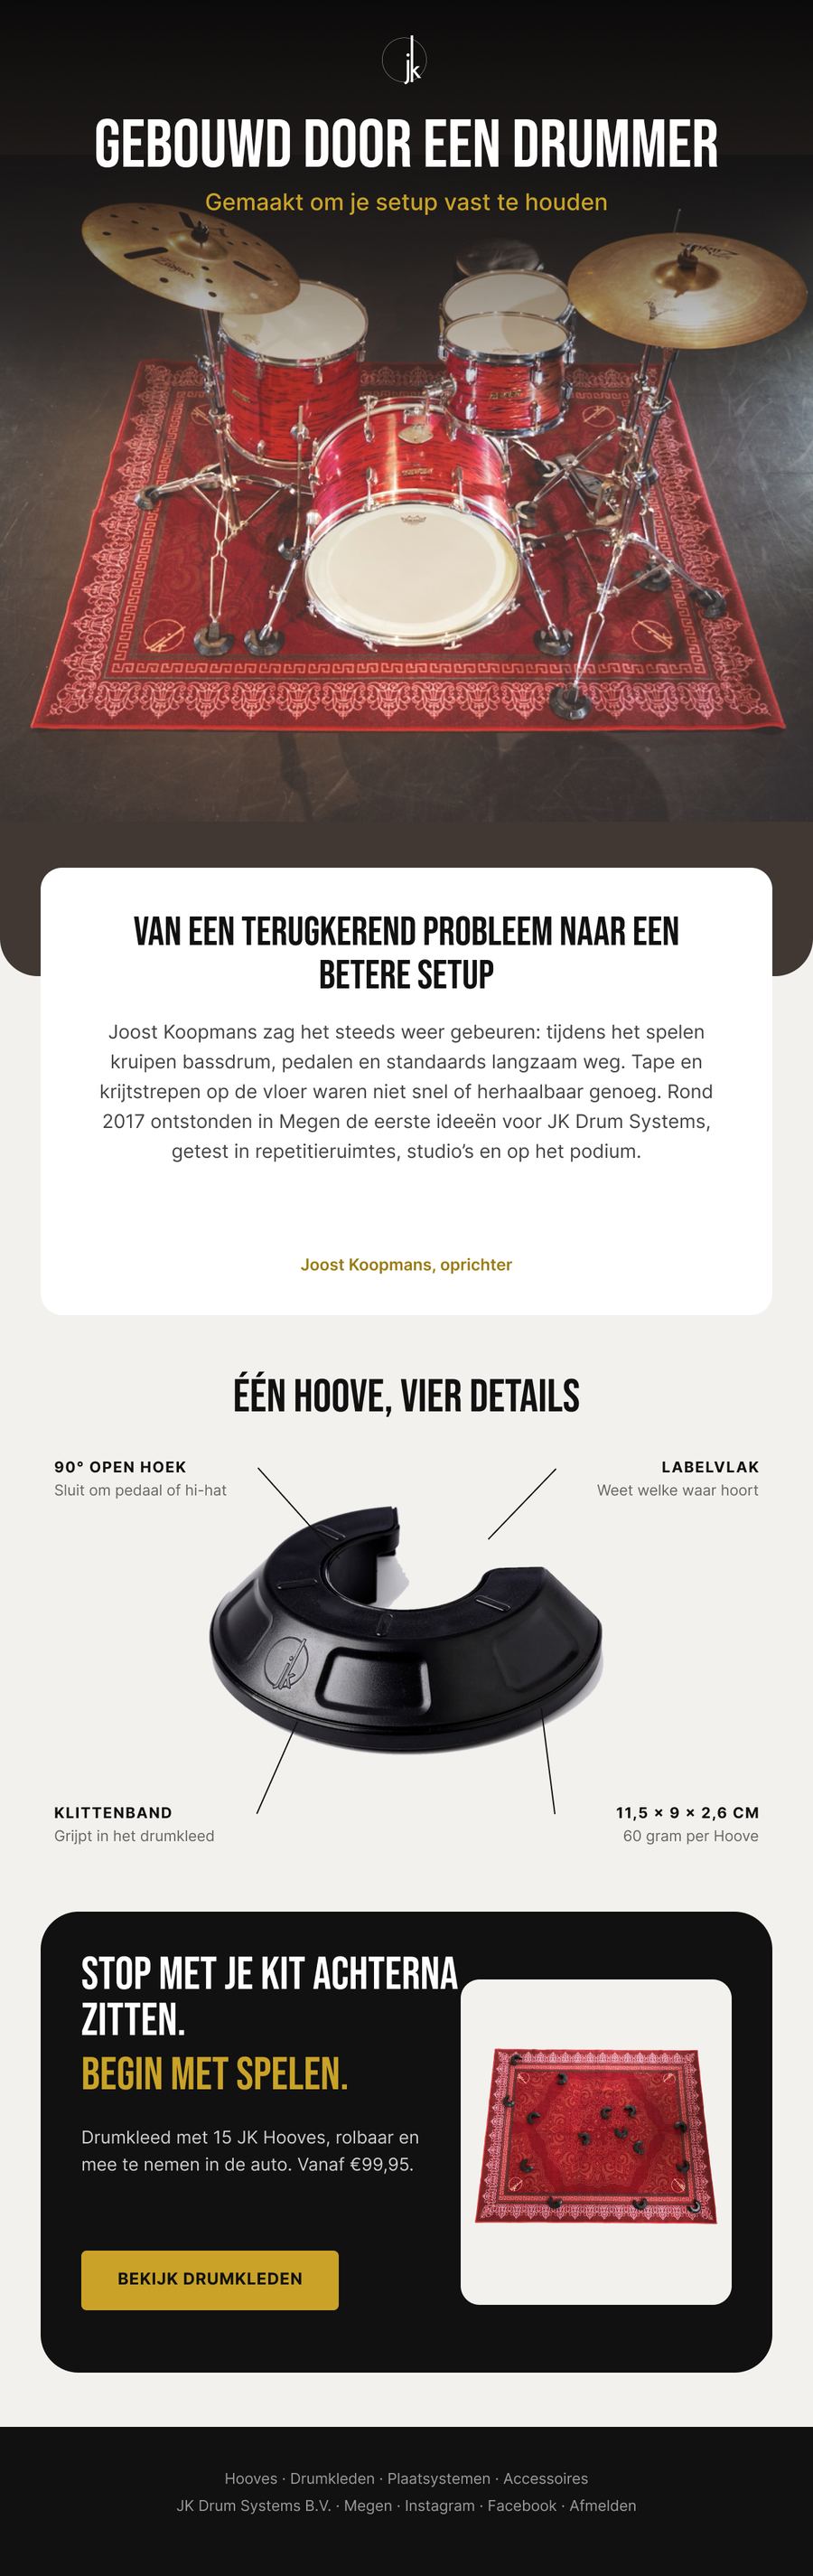 jk
GEBOUWD DOOR EEN DRUMMER
Gemaakt om je setup vast te houden
VAN EEN TERUGKEREND PROBLEEM NAAR EEN
BETERE SETUP
Joost Koopmans zag het steeds weer gebeuren: tijdens het spelen
kruipen bassdrum, pedalen en standaards langzaam weg. Tape en
krijtstrepen op de vloer waren niet snel of herhaalbaar genoeg. Rond
2017 ontstonden in Megen de eerste ideeën voor JK Drum Systems,
getest in repetitieruimtes, studio’s en op het podium.
Joost Koopmans, oprichter
ÉÉN HOOVE, VIER DETAILS
90° OPEN HOEK
Sluit om pedaal of hi-hat
LABELVLAK
Weet welke waar hoort
jk
KLITTENBAND
Grijpt in het drumkleed
11,5 × 9 × 2,6 CM
60 gram per Hoove
STOP MET JE KIT ACHTERNA
ZITTEN.
BEGIN MET SPELEN.
Drumkleed met 15 JK Hooves, rolbaar en
mee te nemen in de auto. Vanaf €99,95.
BEKIJK DRUMKLEDEN
Hooves · Drumkleden · Plaatsystemen · Accessoires
JK Drum Systems B.V. · Megen · Instagram · Facebook · Afmelden